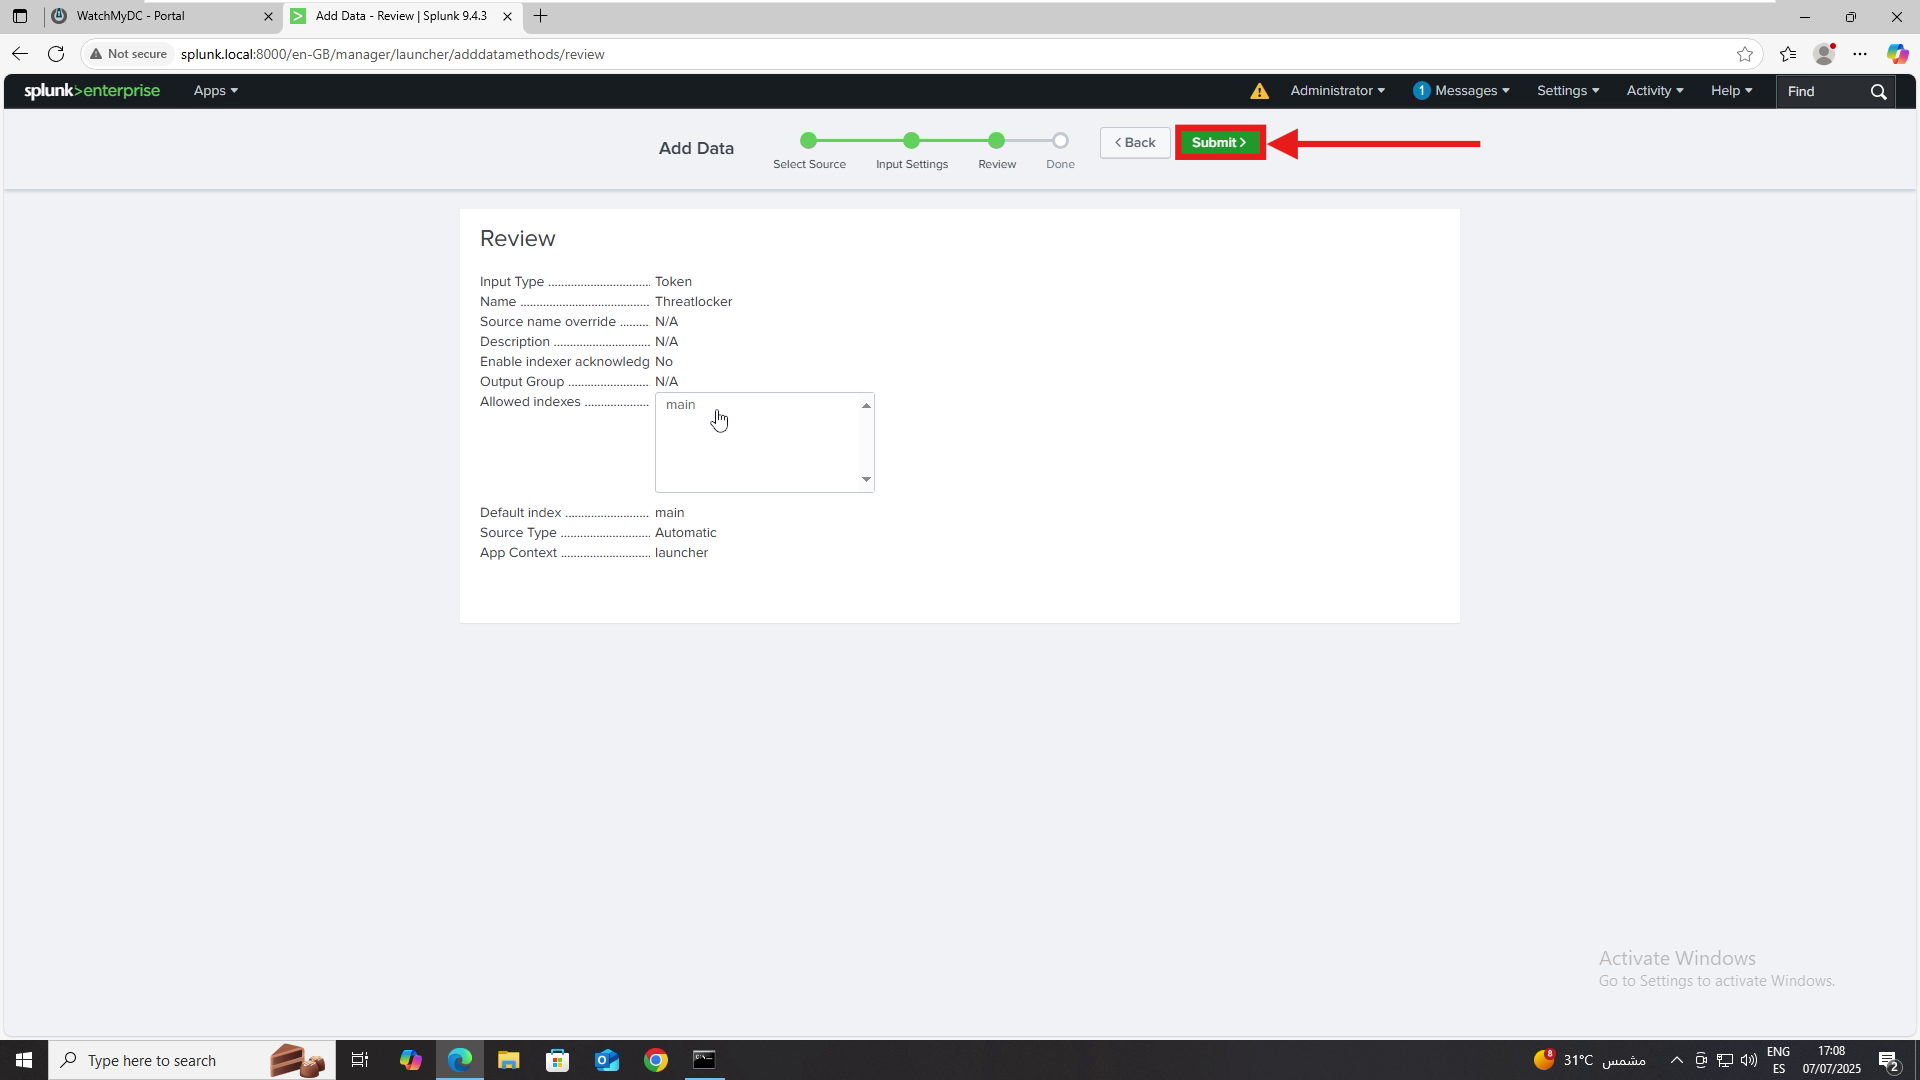 WatchMyDC - Portal
Add Data - Review | Splunk 9.4.3
Not secure
splunk.local:8000/en-GB/manager/launcher/adddatamethods/review
splunk>enterprise
Apps
Administrator
1 Messages
Settings
Activity
Help
Find
Add Data
Select Source
Input Settings
Review
Done
< Back
Submit >
Review
Input Type ............................. Token
Name ..................................... Threatlocker
Source name override ......... N/A
Description ............................ N/A
Enable indexer acknowledg No
Output Group ........................ N/A
Allowed indexes ...................
main
Default index ......................... main
Source Type .......................... Automatic
App Context .......................... launcher
Activate Windows
Go to Settings to activate Windows.
Type here to search
8
31°C مشمس
ENG
ES
17:08
07/07/2025
2